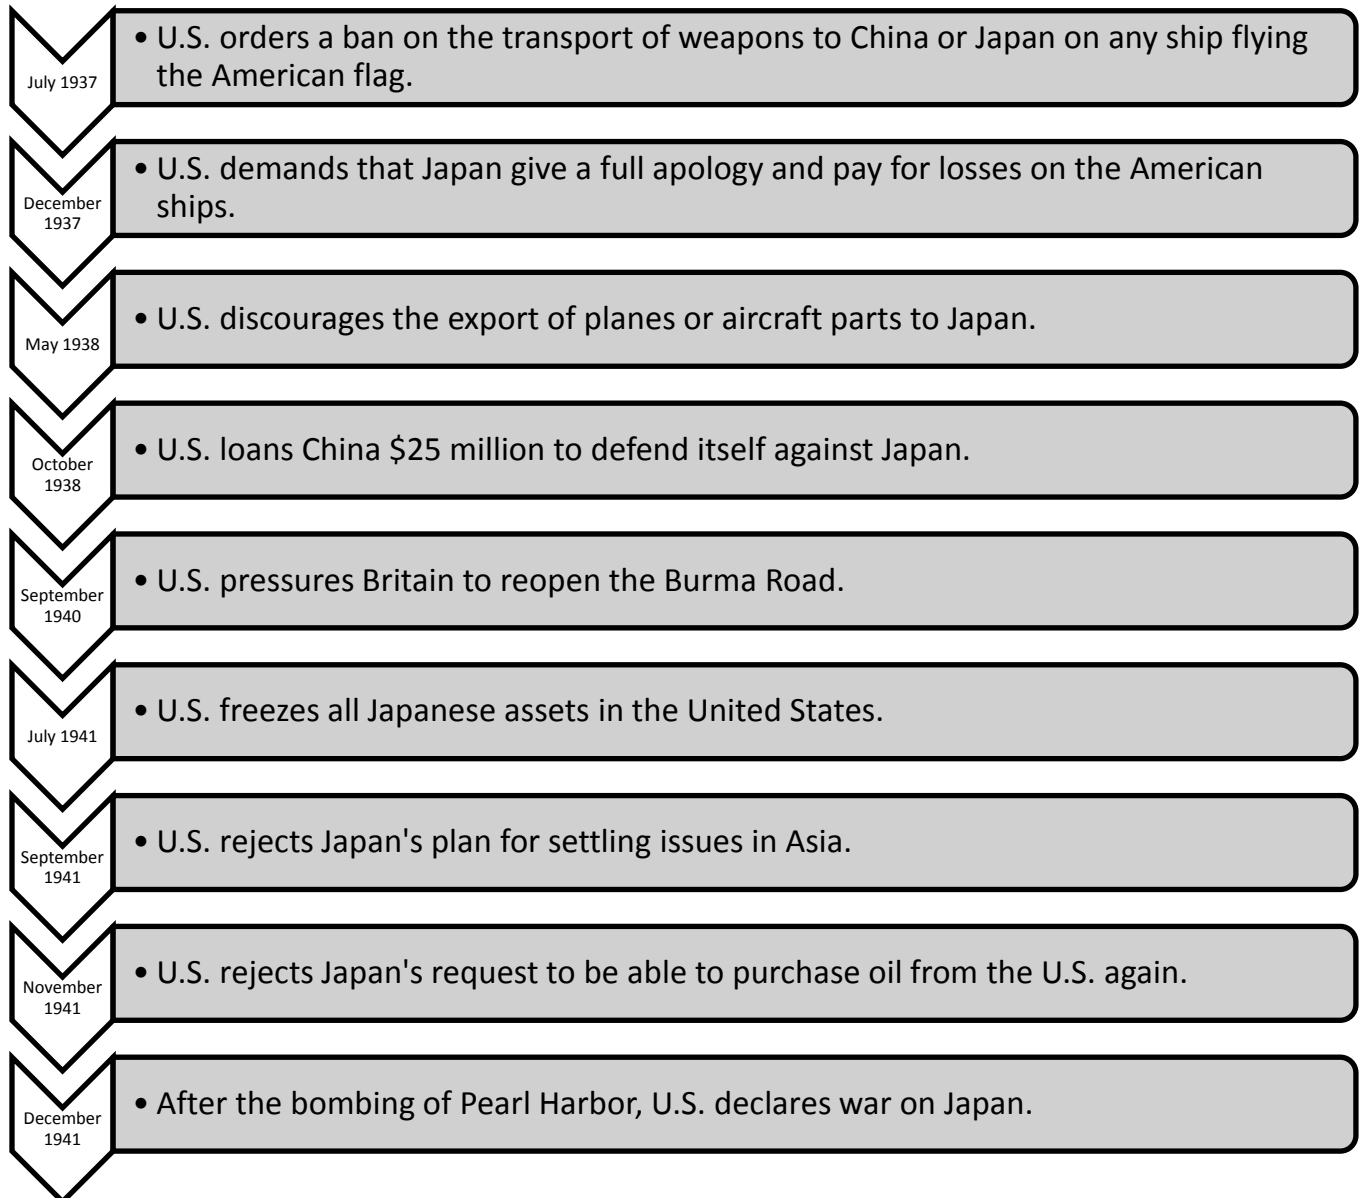 July 1937
• U.S. orders a ban on the transport of weapons to China or Japan on any ship flying
the American flag.
December
1937
• U.S. demands that Japan give a full apology and pay for losses on the American
ships.
May 1938
• U.S. discourages the export of planes or aircraft parts to Japan.
October
1938
• U.S. loans China $25 million to defend itself against Japan.
September
1940
• U.S. pressures Britain to reopen the Burma Road.
July 1941
• U.S. freezes all Japanese assets in the United States.
September
1941
• U.S. rejects Japan's plan for settling issues in Asia.
November
1941
• U.S. rejects Japan's request to be able to purchase oil from the U.S. again.
December
1941
• After the bombing of Pearl Harbor, U.S. declares war on Japan.